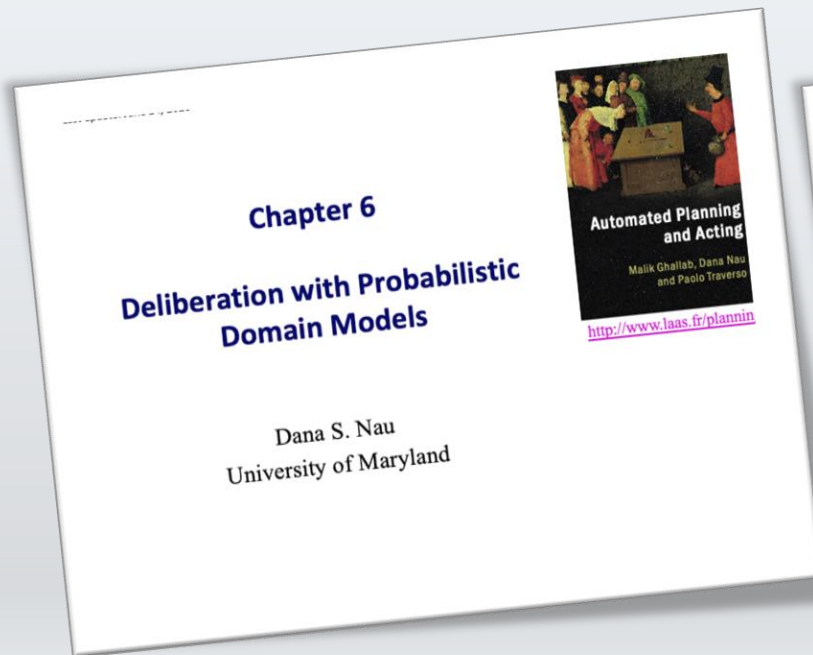 Chapter 6
Deliberation with Probabilistic
Domain Models
Dana S. Nau
University of Maryland
Automated Planning
and Acting
Malik Ghallab, Dana Nau
and Paolo Traverso
http://www.laas.fr/plannin